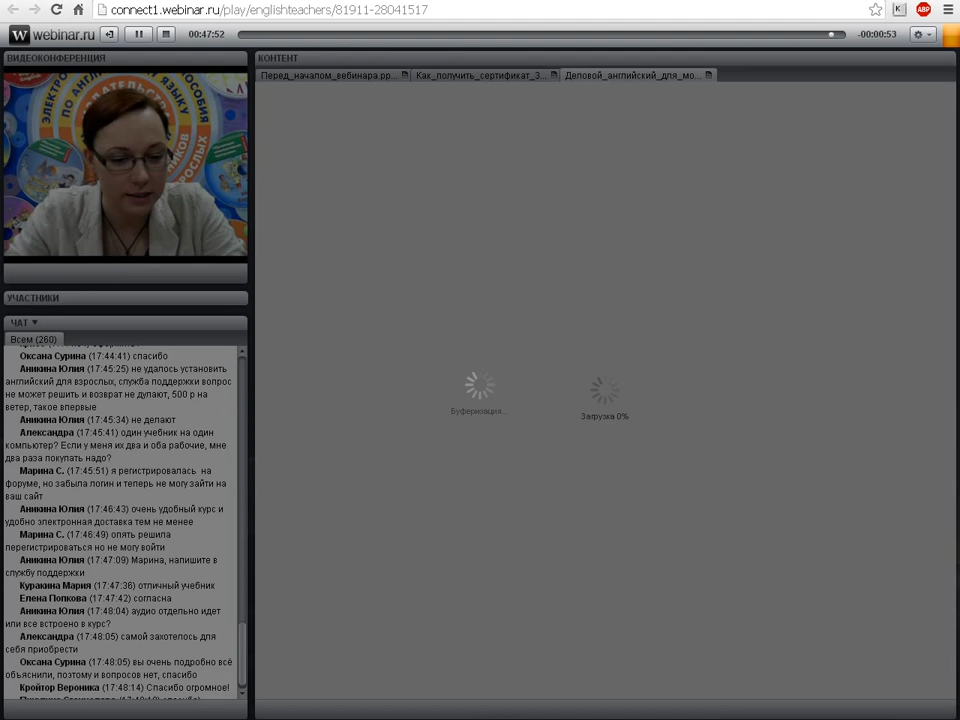 connect1.webinar.ru/play/englishteachers/81911-28041517
K
ABP
W webinar.ru
00:47:52
-00:00:53
ВИДЕОКОНФЕРЕНЦИЯ
КОНТЕНТ
Перед_началом_вебинара.pp...
Как_получить_сертификат_3...
Деловой_английский_для_мо...
УЧАСТНИКИ
ЧАТ
Всем (260)
Оксана Сурина (17:44:41) спасибо
Аникина Юлия (17:45:25) не удалось установить
английский для взрослых, служба поддержки вопрос
не может решить и возврат не дулают, 500 р на
ветер, такое впервые
Аникина Юлия (17:45:34) не делают
Александра (17:45:41) один учебник на один
компьютер? Если у меня их два и оба рабочие, мне
два раза покупать надо?
Марина С. (17:45:51) я регистрировалась на
форуме, но забыла логин и теперь не могу зайти на
ваш сайт
Аникина Юлия (17:46:43) очень удобный курс и
удобно электронная доставка тем не менее
Марина С. (17:46:49) опять решила
перегистрироваться но не могу войти
Аникина Юлия (17:47:09) Марина, напишите в
службу поддержки
Куракина Мария (17:47:36) отличный учебник
Елена Попкова (17:47:42) согласна
Аникина Юлия (17:48:04) аудио отдельно идет
или все встроено в курс?
Александра (17:48:05) самой захотелось для
себя приобрести
Оксана Сурина (17:48:05) вы очень подробно всё
объяснили, поэтому и вопросов нет, спасибо
Кройтор Вероника (17:48:14) Спасибо огромное!
Буферизация...
Загрузка 0%